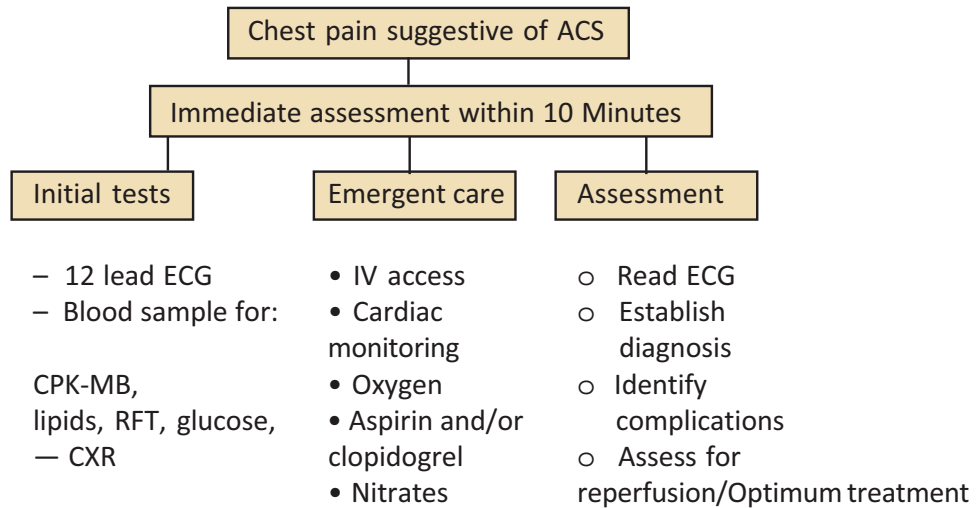 Chest pain suggestive of ACS
Immediate assessment within 10 Minutes
Initial tests
– 12 lead ECG
– Blood sample for:
CPK-MB,
lipids, RFT, glucose,
— CXR
Emergent care
• IV access
• Cardiac
monitoring
• Oxygen
• Aspirin and/or
clopidogrel
• Nitrates
Assessment
o Read ECG
o Establish
diagnosis
o Identify
complications
o Assess for
reperfusion/Optimum treatment